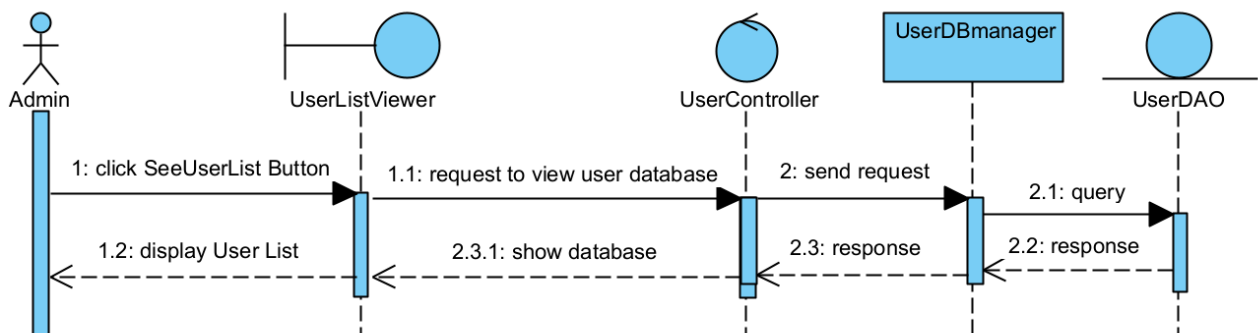 UserDBmanager
Admin
UserListViewer
UserController
UserDAO
1: click SeeUserList Button
1.1: request to view user database
2: send request
2.1: query
1.2: display User List
2.3.1: show database
2.3: response
2.2: response